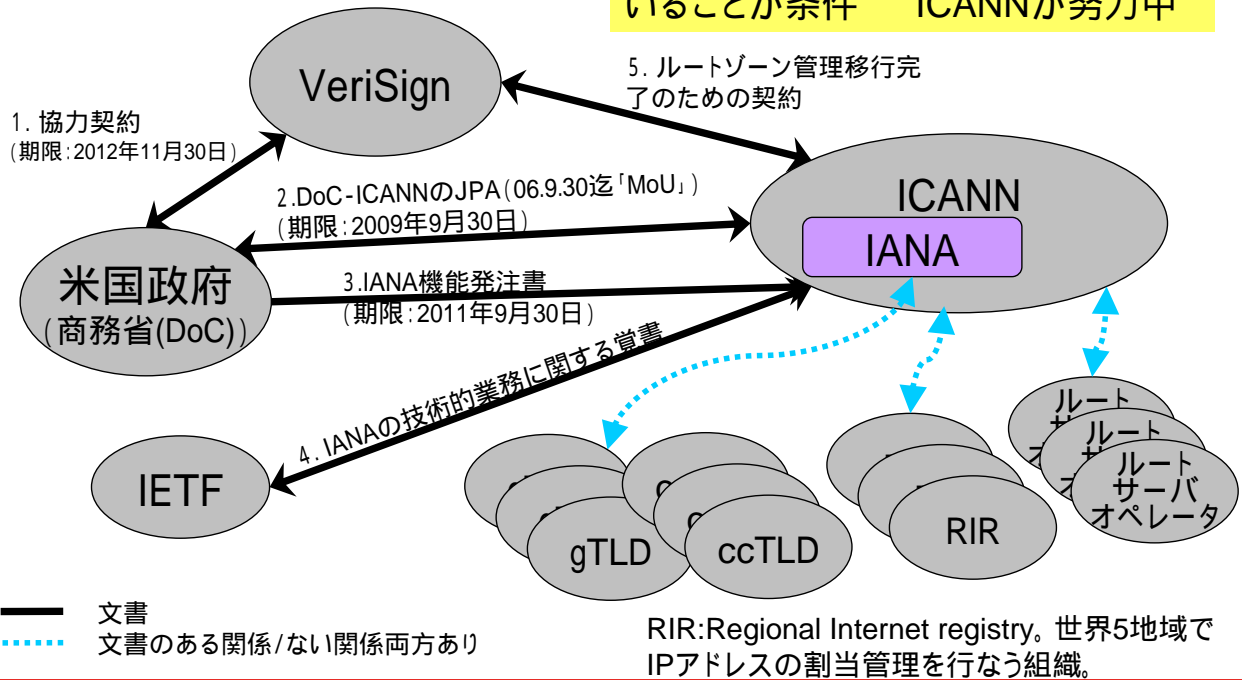 いることが条件 ICANNが努力中
VeriSign
5. ルートゾーン管理移行完
了のための契約
1. 協力契約
(期限:2012年11月30日)
2.DoC-ICANNのJPA(06.9.30迄「MoU」)
(期限:2009年9月30日)
ICANN
IANA
米国政府
(商務省(DoC))
3.IANA機能発注書
(期限:2011年9月30日)
4. IANAの技術的業務に関する覚書
IETF
gTLD
ccTLD
RIR
ルート
サ
オ
ルート
サ
オ
ルート
サーバ
オペレータ
文書
文書のある関係/ない関係両方あり
RIR:Regional Internet registry。世界5地域で
IPアドレスの割当管理を行なう組織。